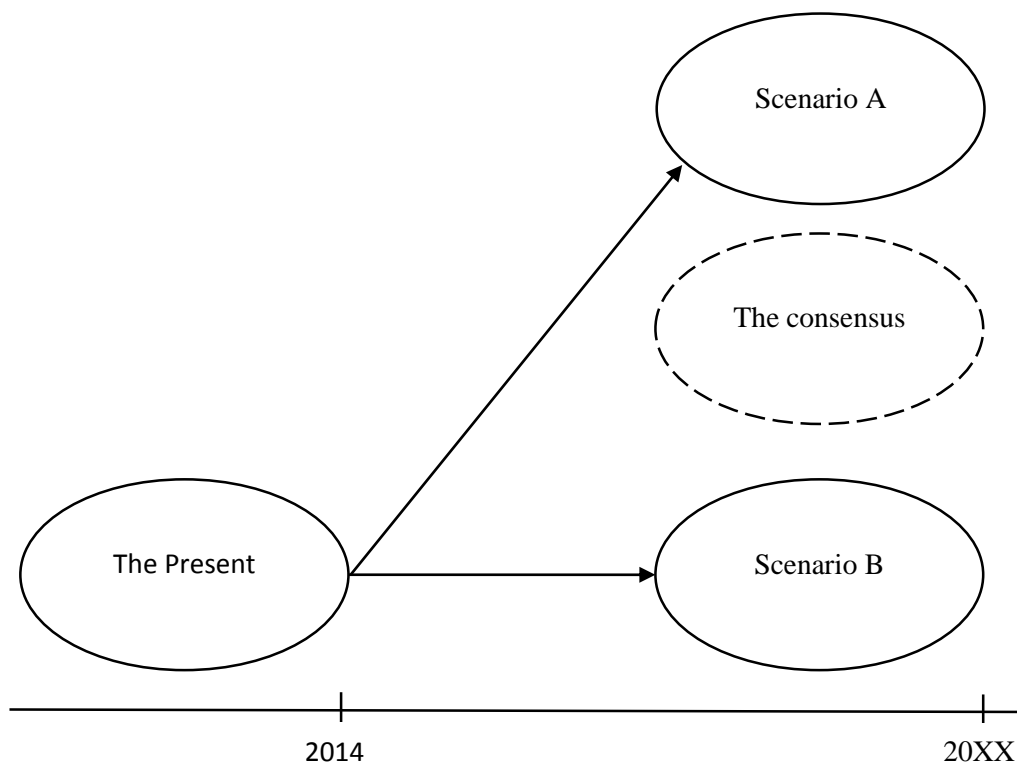 Scenario A
The consensus
The Present
Scenario B
2014
20XX